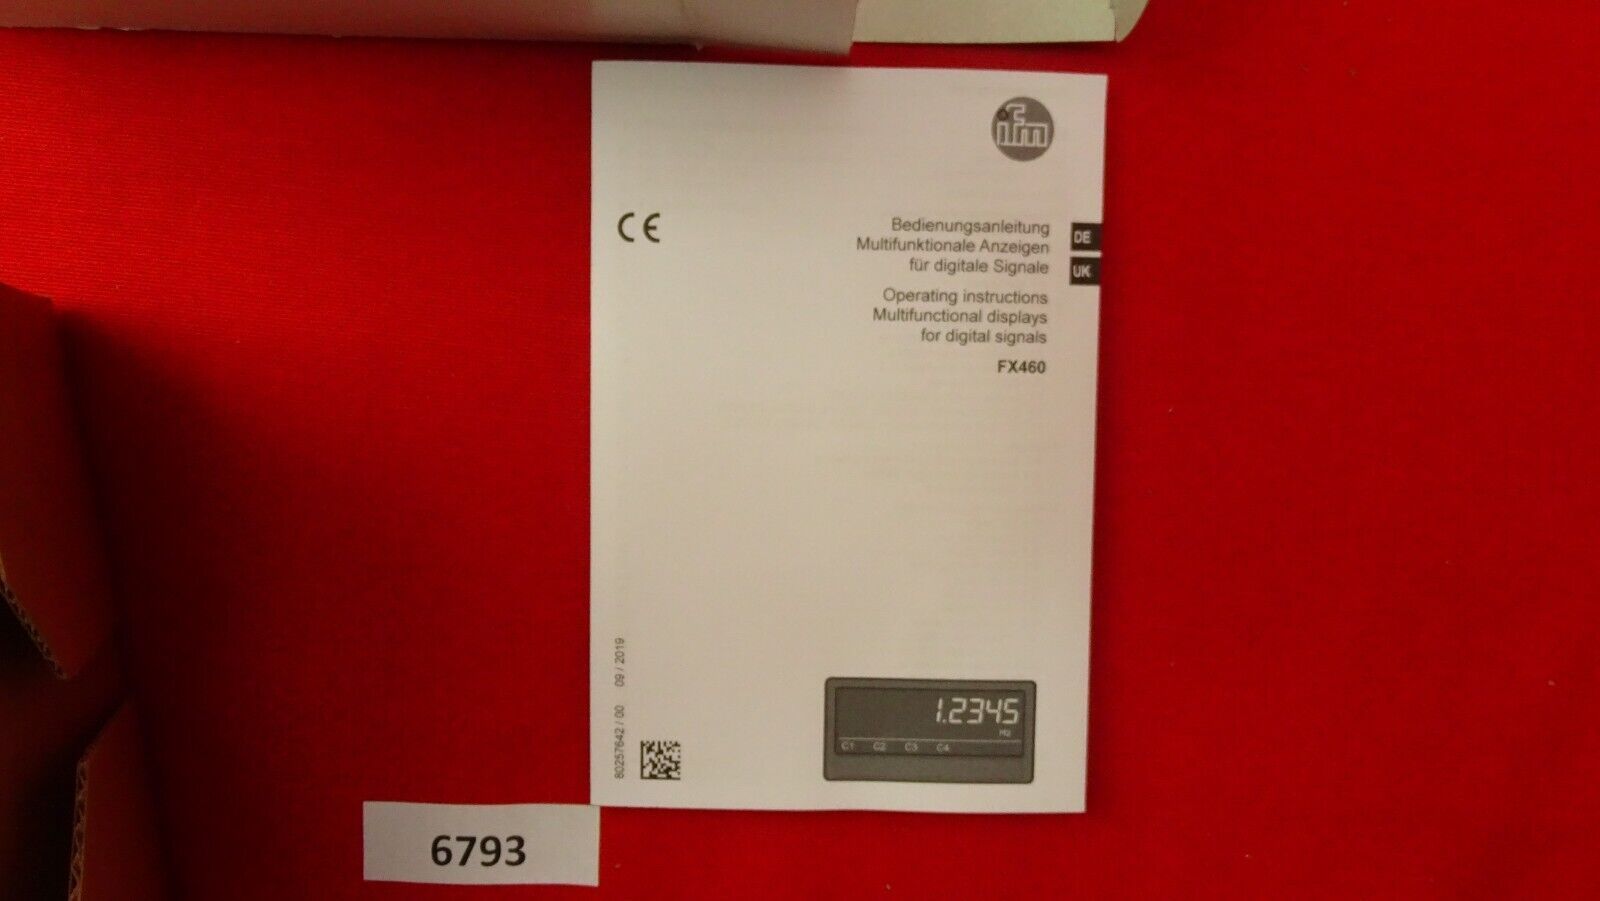 ifm
CE
Bedienungsanleitung
Multifunktionale Anzeigen
für digitale Signale
DE
UK
Operating instructions
Multifunctional displays
for digital signals
FX460
80257642 / 00 09 / 2019
1.2345
Hz
C1 C2 C3 C4
6793